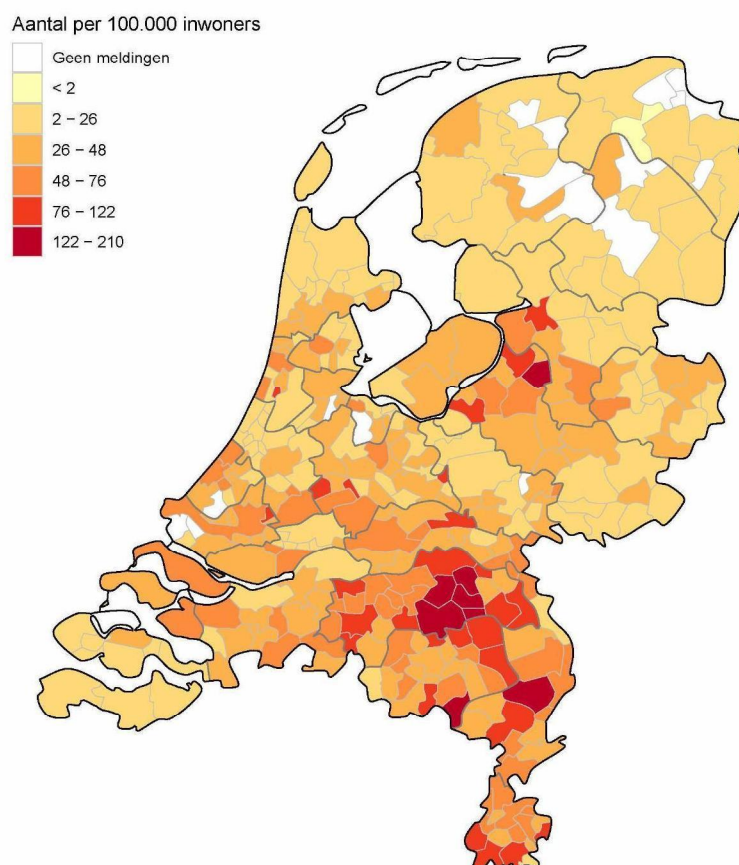 Aantal per 100.000 inwoners
Geen meldingen
< 2
2 – 26
26 – 48
48 – 76
76 – 122
122 – 210